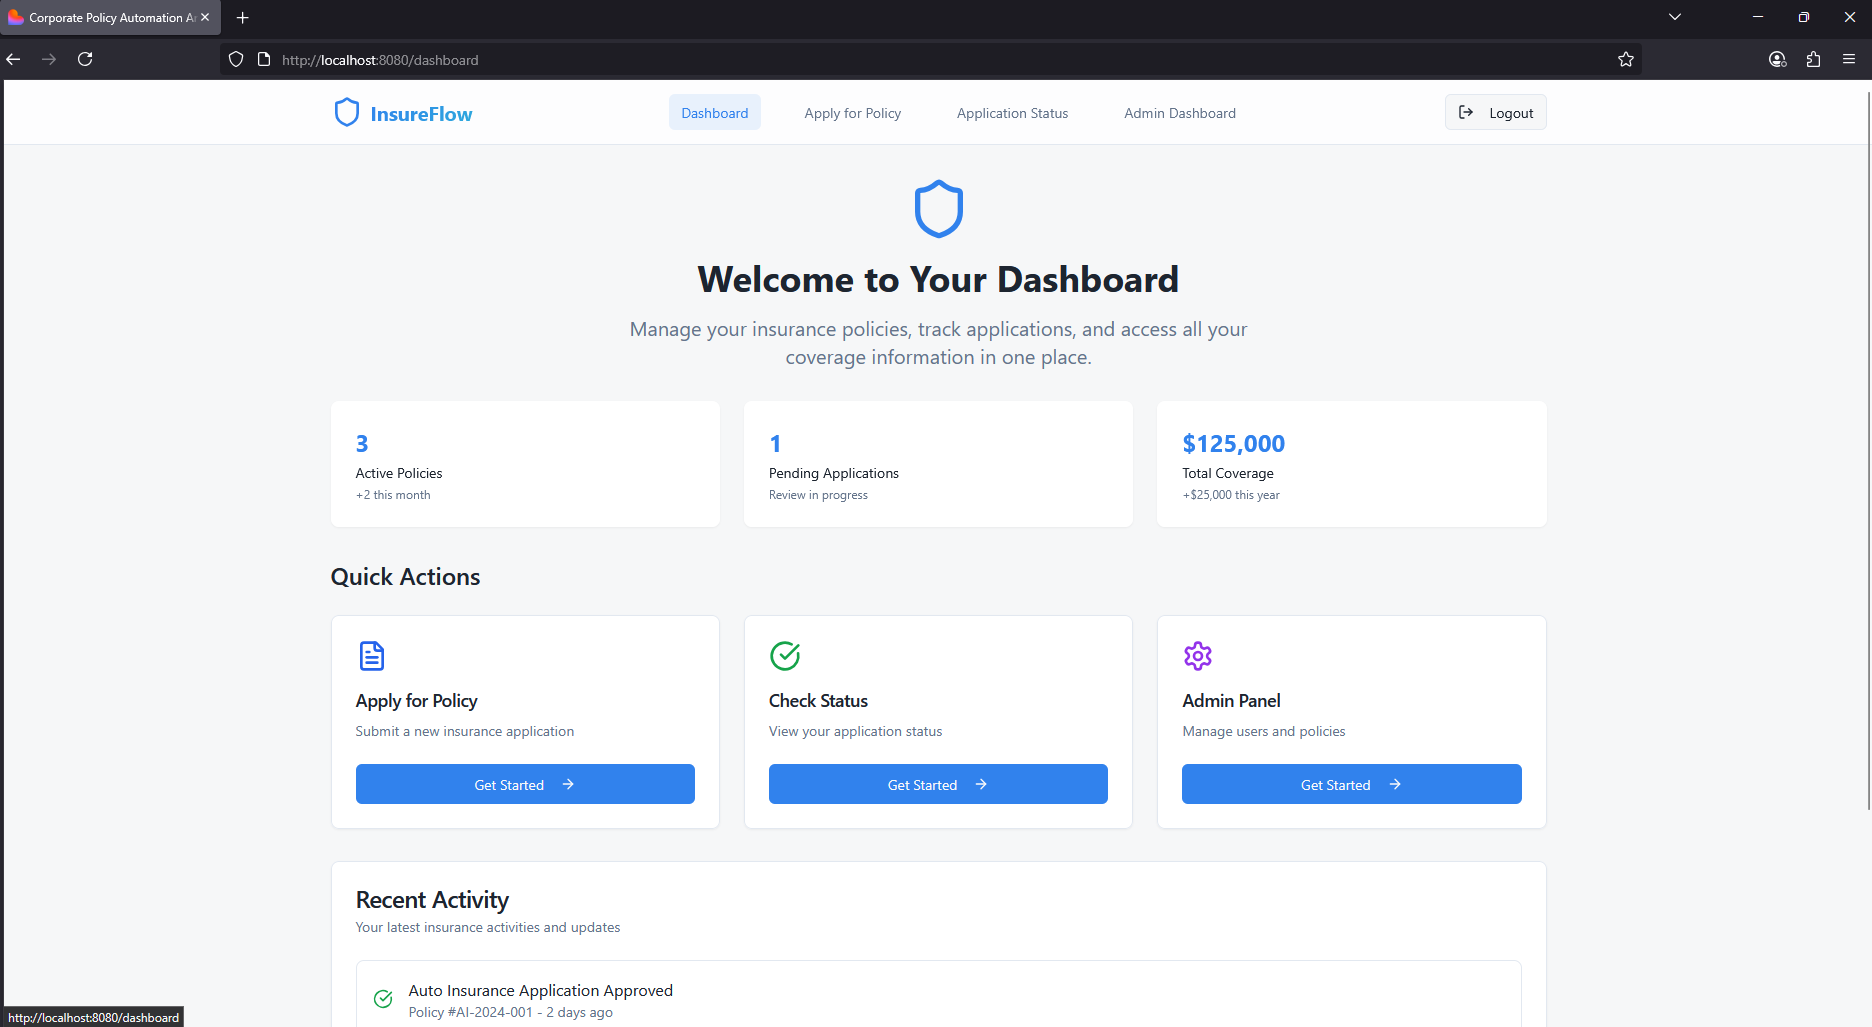 Corporate Policy Automation A
http://localhost:8080/dashboard
InsureFlow
Dashboard
Apply for Policy
Application Status
Admin Dashboard
Logout
Welcome to Your Dashboard
Manage your insurance policies, track applications, and access all your
coverage information in one place.
3
Active Policies
+2 this month
1
Pending Applications
Review in progress
$125,000
Total Coverage
+$25,000 this year
Quick Actions
Apply for Policy
Submit a new insurance application
Get Started
Check Status
View your application status
Get Started
Admin Panel
Manage users and policies
Get Started
Recent Activity
Your latest insurance activities and updates
Auto Insurance Application Approved
Policy #AI-2024-001 - 2 days ago
http://localhost:8080/dashboard